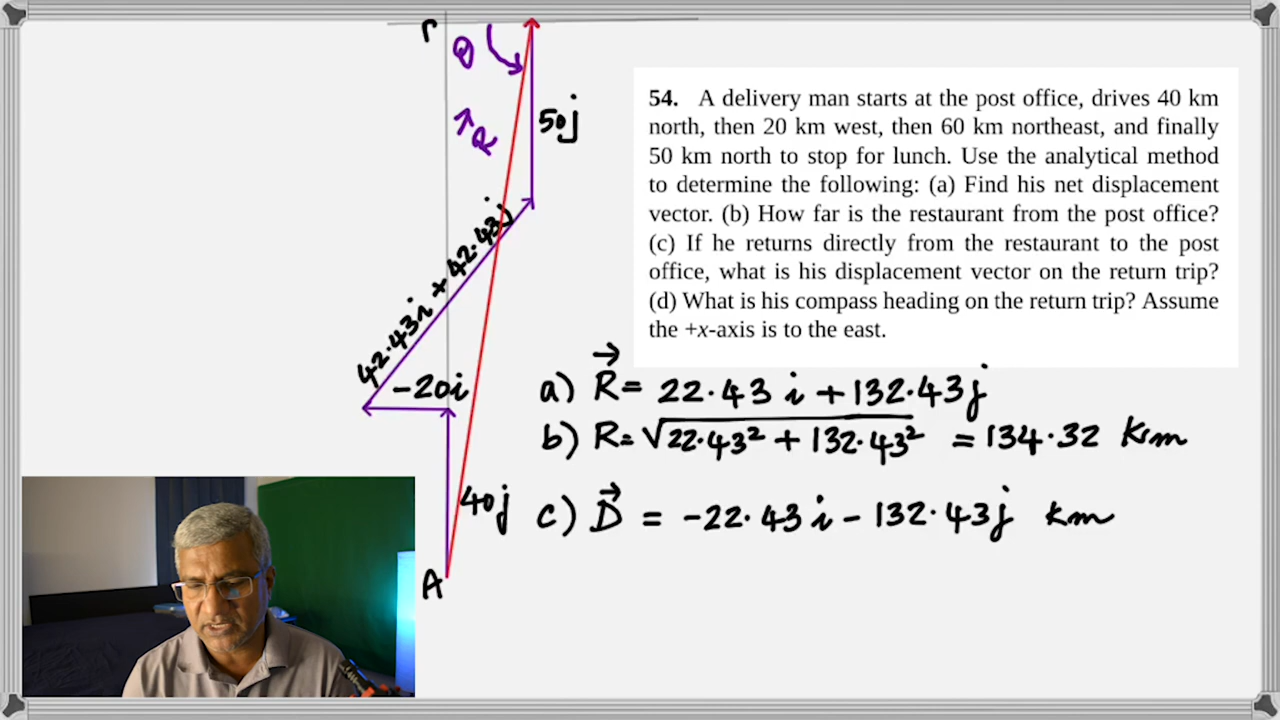 P
θ
50j
R
42.43i + 42.43j
-20i
40j
A
54. A delivery man starts at the post office, drives 40 km
north, then 20 km west, then 60 km northeast, and finally
50 km north to stop for lunch. Use the analytical method
to determine the following: (a) Find his net displacement
vector. (b) How far is the restaurant from the post office?
(c) If he returns directly from the restaurant to the post
office, what is his displacement vector on the return trip?
(d) What is his compass heading on the return trip? Assume
the +x-axis is to the east.
a) R⃗ = 22.43 i + 132.43j
b) R = √22.43² + 132.43² = 134.32 km
c) D⃗ = -22.43 i - 132.43j km